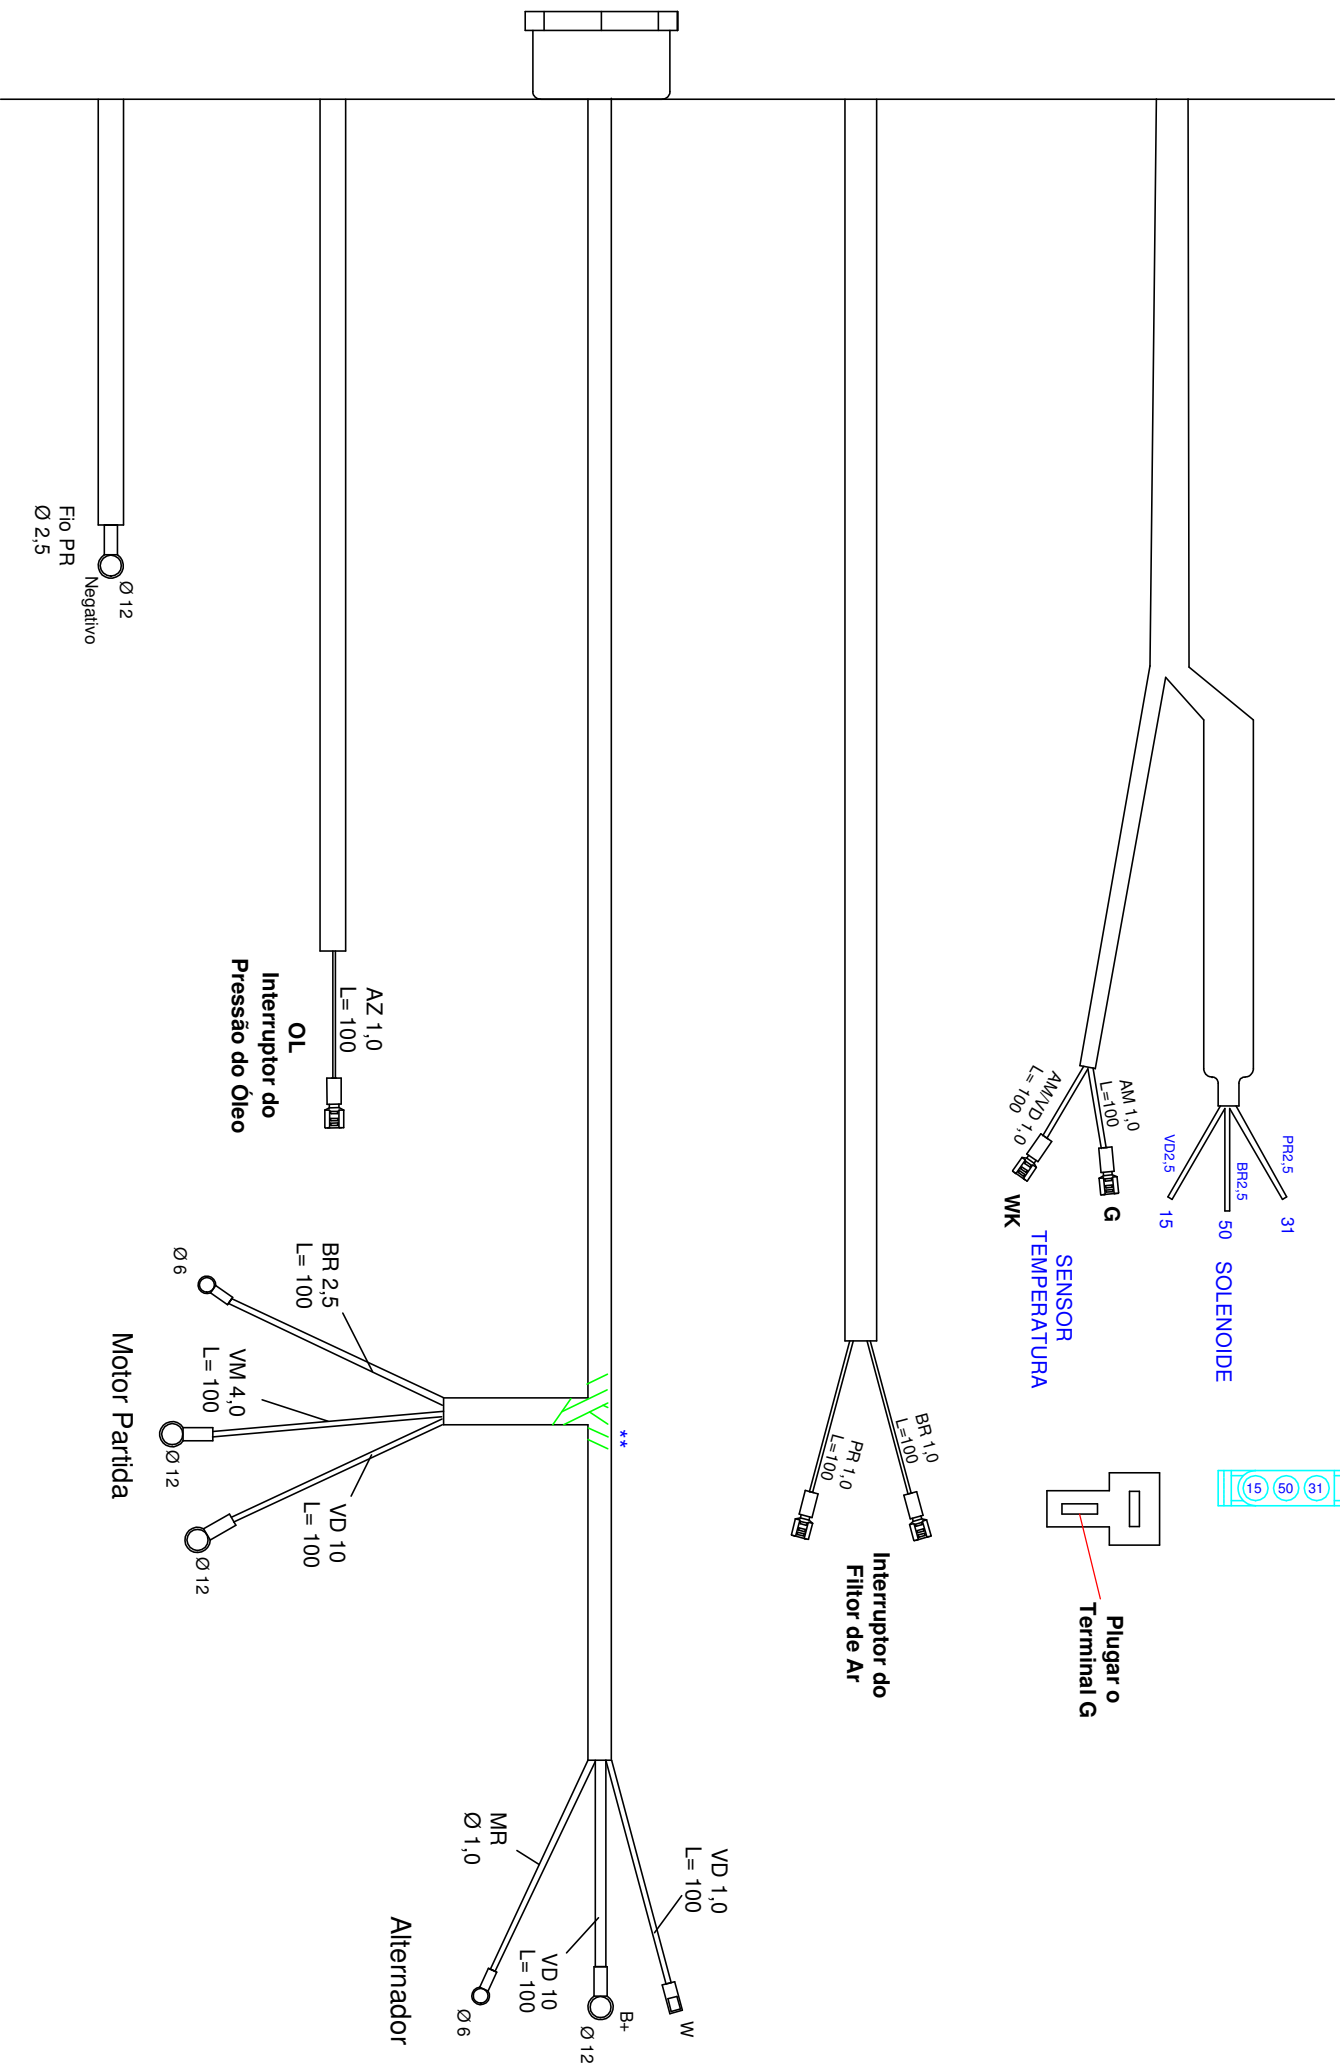 PR2,5
31
BR2,5
50
SOLENOIDE
VD2,5
15
15
50
31
AM 1,0
L=100
G
AM/VD 1,0
L= 100
WK
SENSOR
TEMPERATURA
Plugar o
Terminal G
BR 1,0
L=100
PR 1,0
L=100
Interruptor do
Filtor de Ar
**
VD 1,0
L= 100
W
B+
Ø 12
VD 10
L= 100
MR
Ø 1,0
Ø 6
Alternador
AZ 1,0
L= 100
OL
Interruptor do
Pressão do Óleo
BR 2,5
L= 100
Ø 6
VM 4,0
L= 100
Ø 12
VD 10
L= 100
Ø 12
Motor Partida
Ø 12
Negativo
Fio PR
Ø 2,5